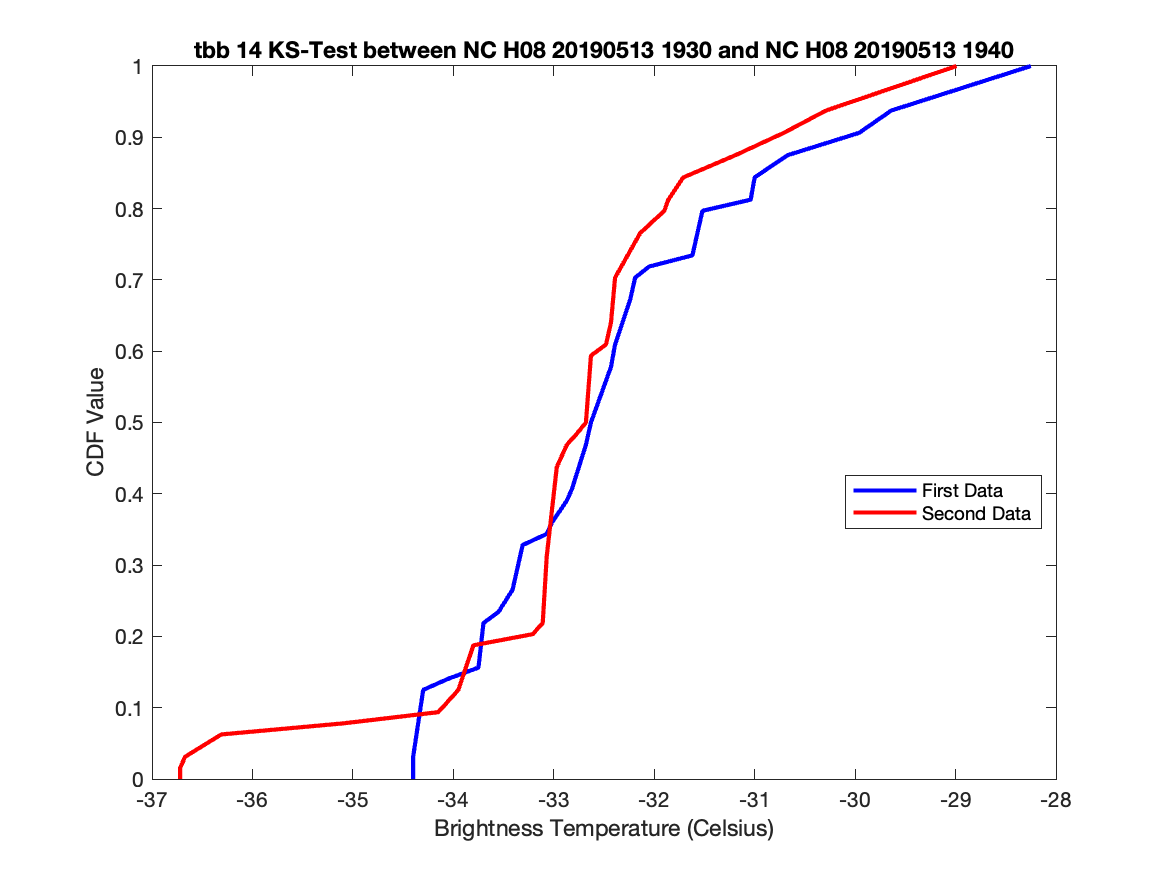 tbb 14 KS-Test between NC H08 20190513 1930 and NC H08 20190513 1940
1
0.9
0.8
0.7
0.6
0.5
0.4
0.3
0.2
0.1
0
CDF Value
First Data
Second Data
-37 -36 -35 -34 -33 -32 -31 -30 -29 -28
Brightness Temperature (Celsius)